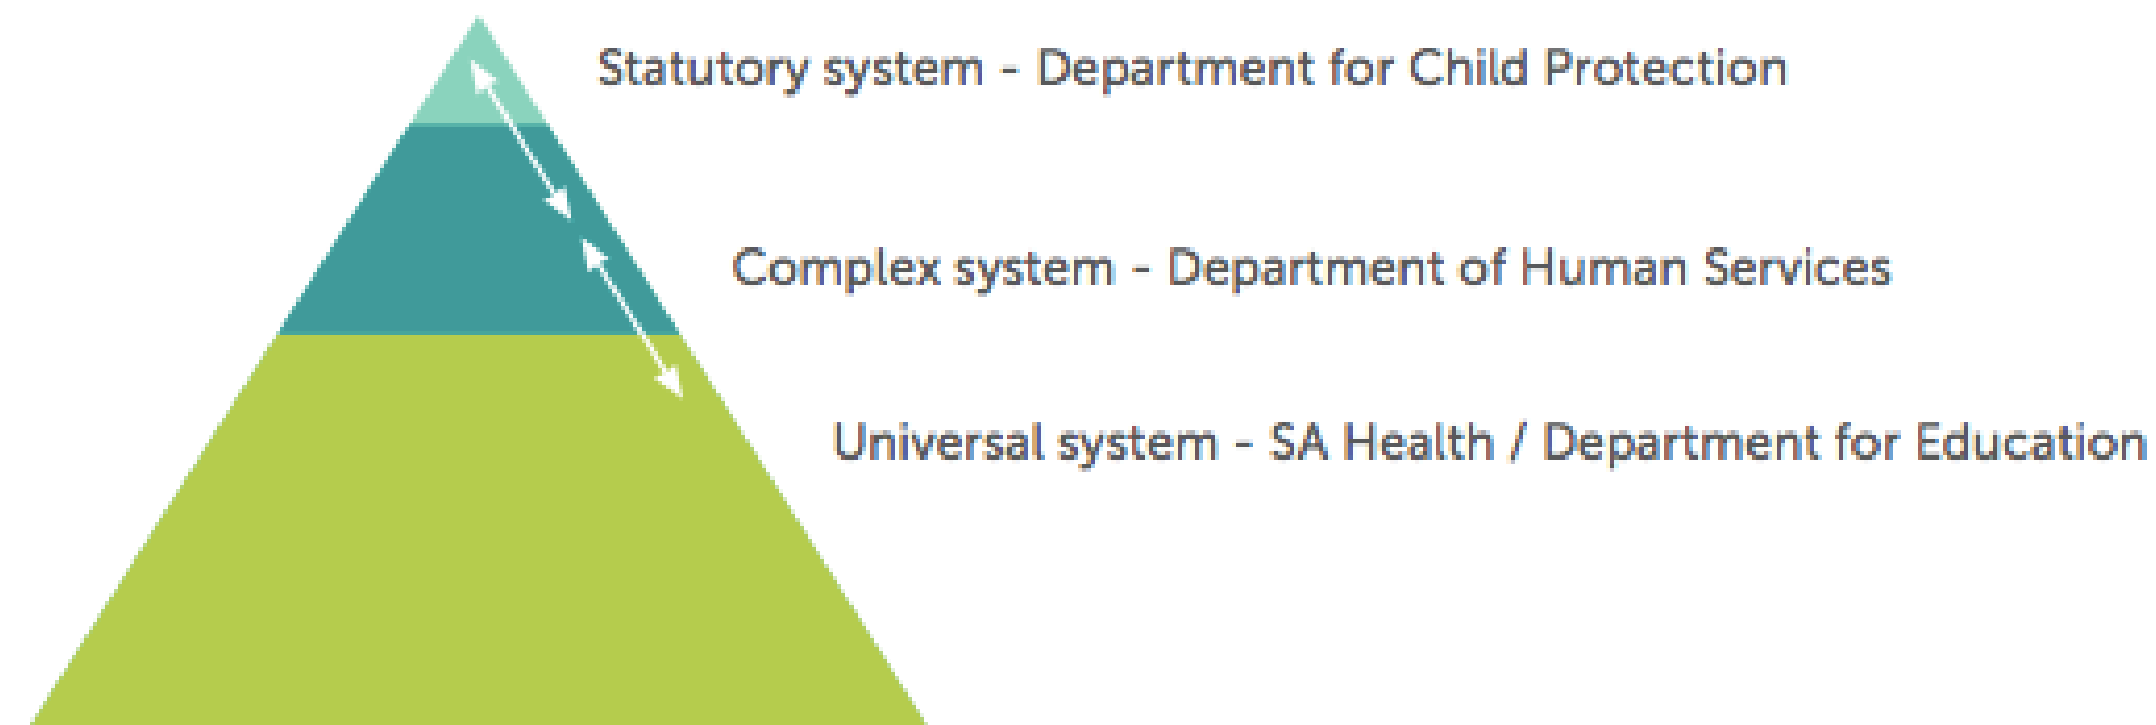 Statutory system - Department for Child Protection
Complex system - Department of Human Services
Universal system - SA Health / Department for Education